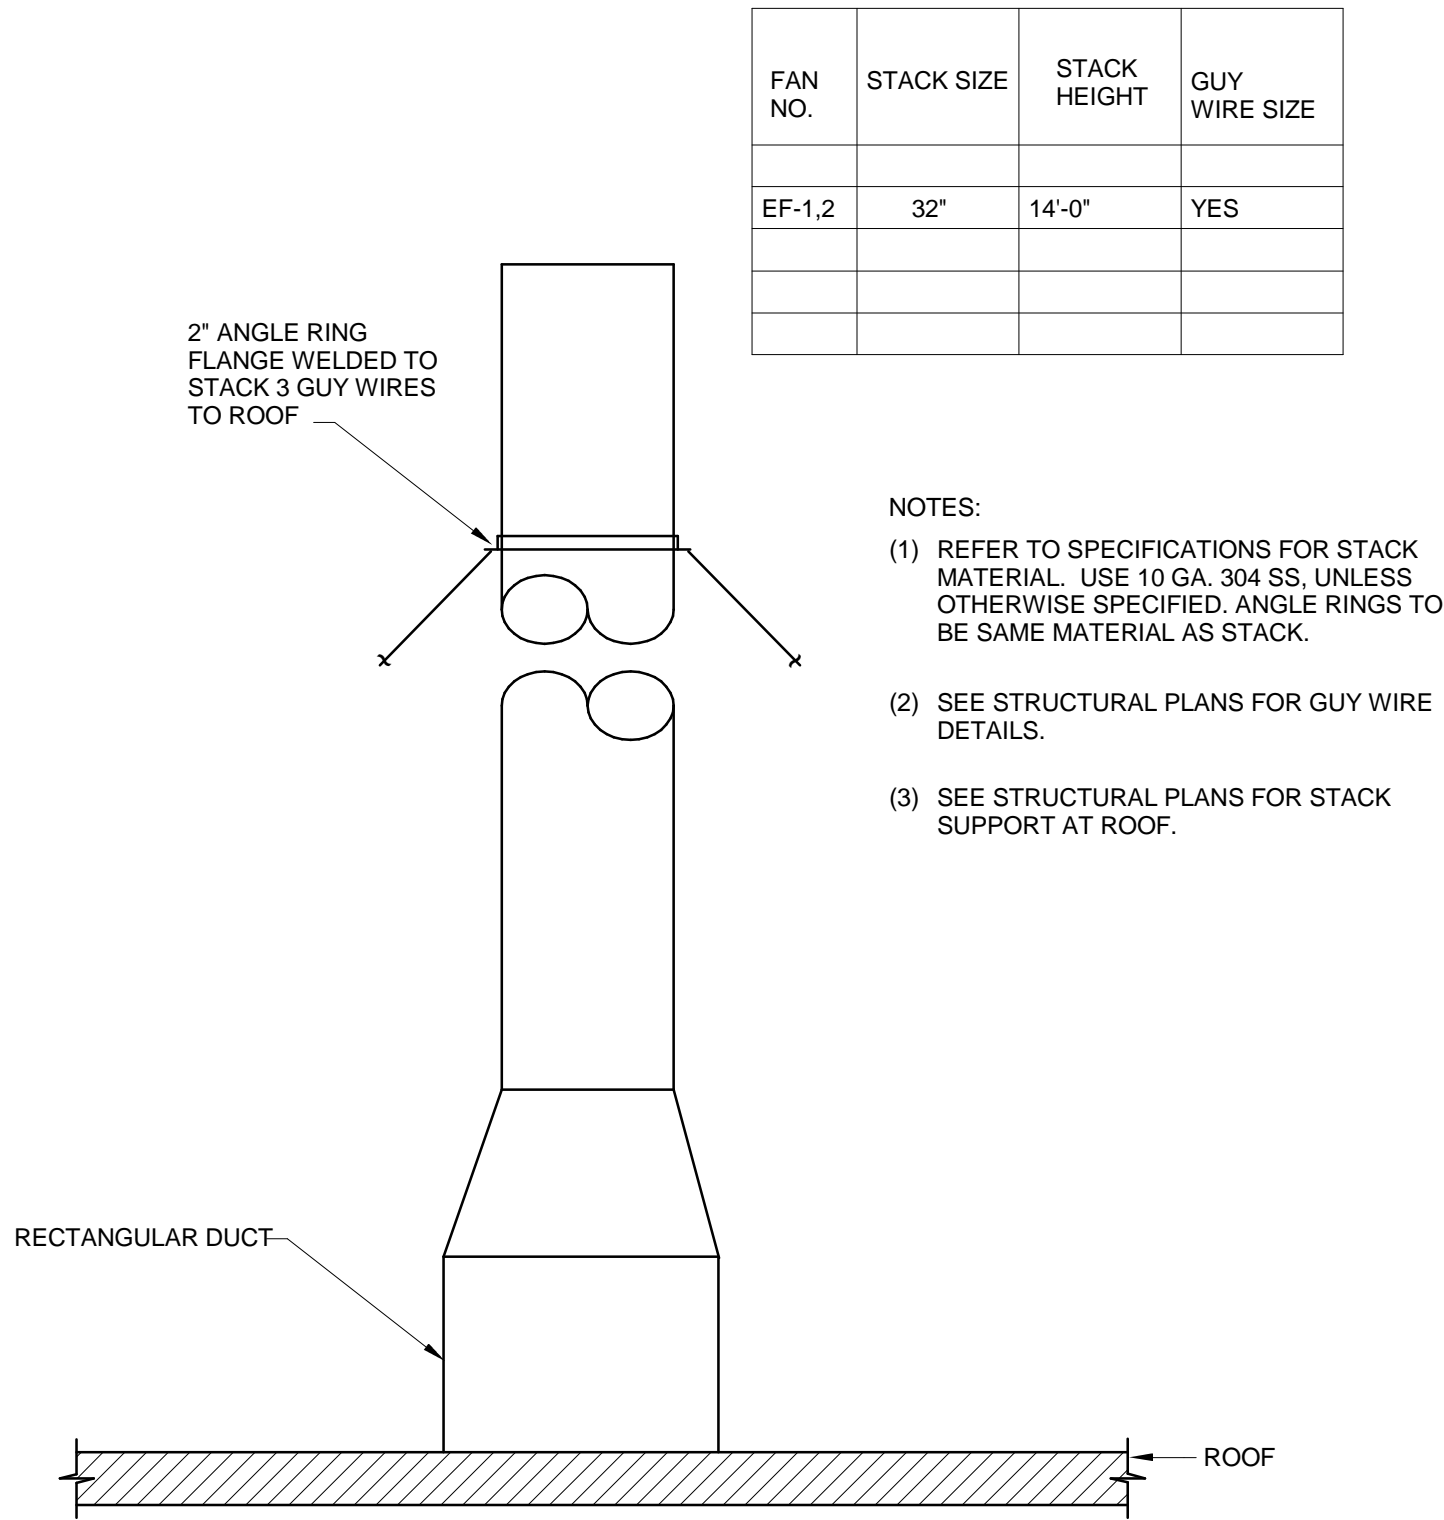 FAN
NO.
STACK SIZE
STACK
HEIGHT
GUY
WIRE SIZE
EF-1,2
32"
14'-0"
YES
2" ANGLE RING
FLANGE WELDED TO
STACK 3 GUY WIRES
TO ROOF
NOTES:
(1) REFER TO SPECIFICATIONS FOR STACK
MATERIAL. USE 10 GA. 304 SS, UNLESS
OTHERWISE SPECIFIED. ANGLE RINGS TO
BE SAME MATERIAL AS STACK.
(2) SEE STRUCTURAL PLANS FOR GUY WIRE
DETAILS.
(3) SEE STRUCTURAL PLANS FOR STACK
SUPPORT AT ROOF.
RECTANGULAR DUCT
ROOF